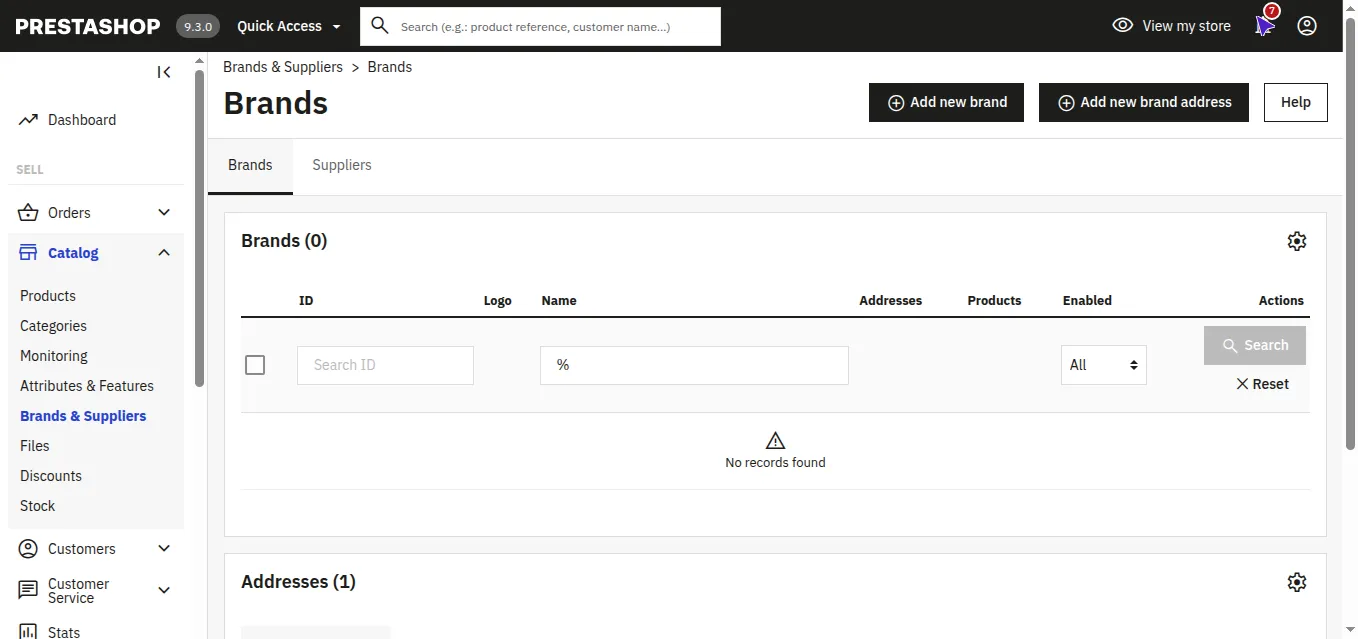 PRESTASHOP 9.3.0 Quick Access Search (e.g.: product reference, customer name...) View my store 7
Dashboard
SELL
Orders
Catalog
Products
Categories
Monitoring
Attributes & Features
Brands & Suppliers
Files
Discounts
Stock
Customers
Customer
Service
Stats
Brands & Suppliers > Brands
Brands
Add new brand Add new brand address Help
Brands Suppliers
Brands (0)
ID Logo Name Addresses Products Enabled Actions
Search ID % All Search
Reset
No records found
Addresses (1)